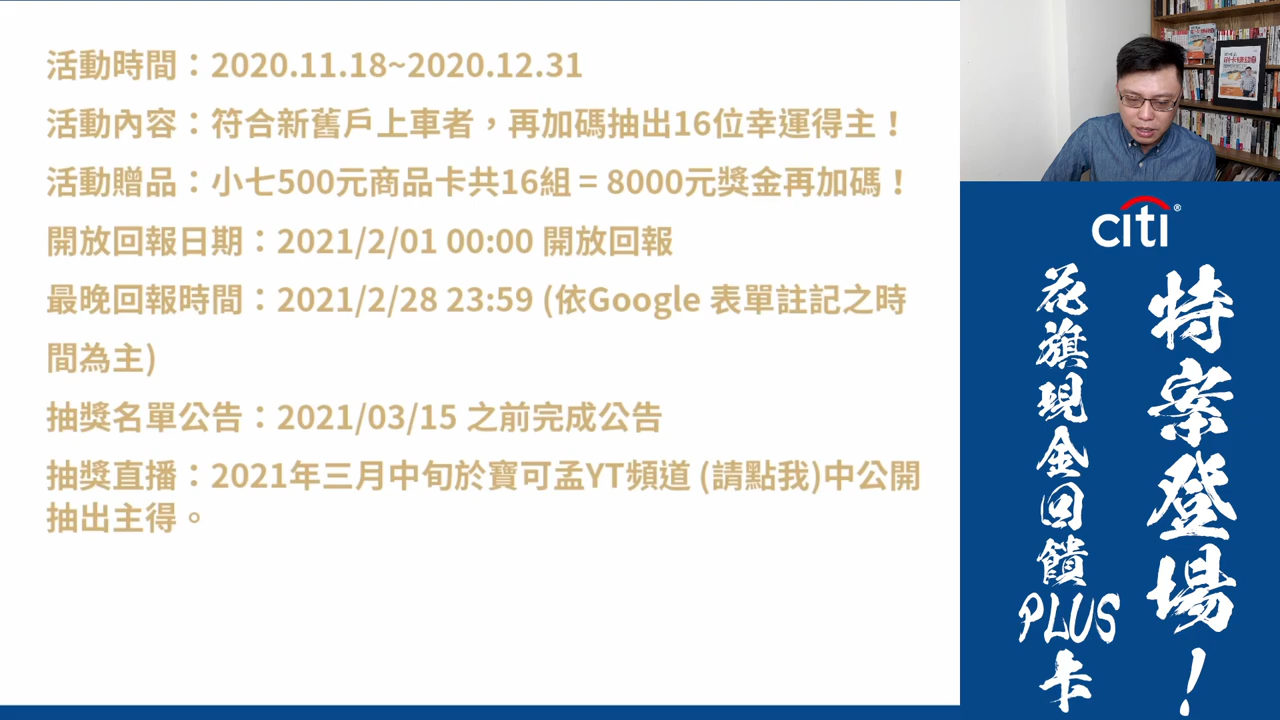 活動時間：2020.11.18~2020.12.31
活動內容：符合新舊戶上車者，再加碼抽出16位幸運得主！
活動贈品：小七500元商品卡共16組 = 8000元獎金再加碼！
開放回報日期：2021/2/01 00:00 開放回報
最晚回報時間：2021/2/28 23:59 (依Google 表單註記之時
間為主)
抽獎名單公告：2021/03/15 之前完成公告
抽獎直播：2021年三月中旬於寶可孟YT頻道 (請點我)中公開
抽出主得。
citi®
特案登場！
花旗現金回饋PLUS卡